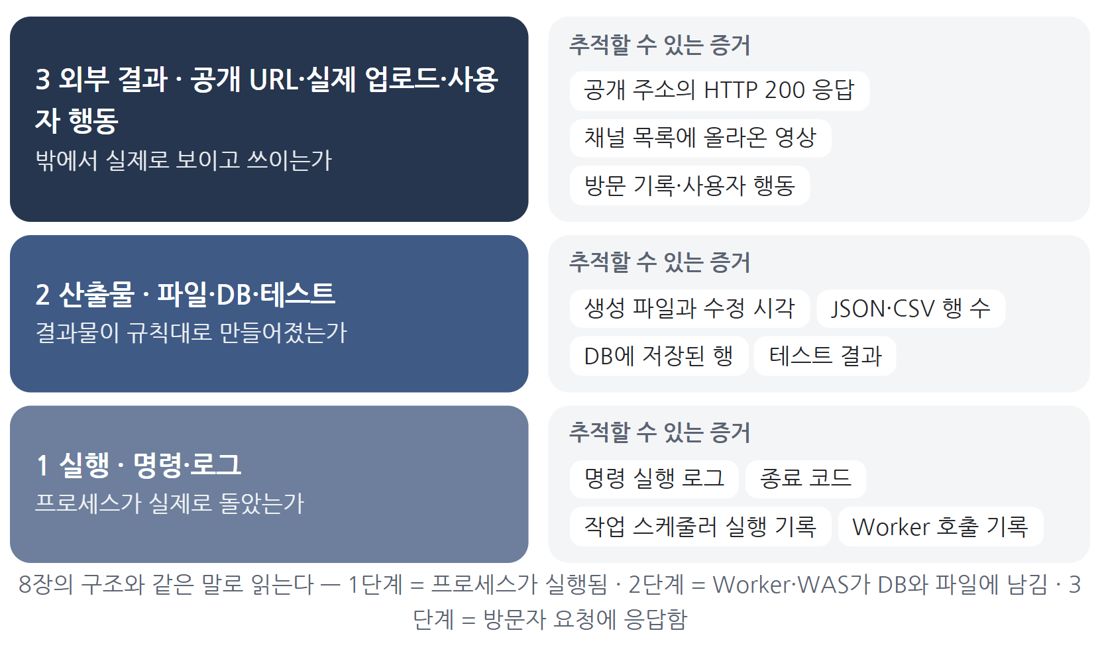 3 외부 결과 · 공개 URL·실제 업로드·사용
자 행동
밖에서 실제로 보이고 쓰이는가
추적할 수 있는 증거
공개 주소의 HTTP 200 응답
채널 목록에 올라온 영상
방문 기록·사용자 행동
2 산출물 · 파일·DB·테스트
결과물이 규칙대로 만들어졌는가
추적할 수 있는 증거
생성 파일과 수정 시각
JSON·CSV 행 수
DB에 저장된 행
테스트 결과
1 실행 · 명령·로그
프로세스가 실제로 돌았는가
추적할 수 있는 증거
명령 실행 로그
종료 코드
작업 스케줄러 실행 기록
Worker 호출 기록
8장의 구조와 같은 말로 읽는다 — 1단계 = 프로세스가 실행됨 · 2단계 = Worker·WAS가 DB와 파일에 남김 · 3
단계 = 방문자 요청에 응답함